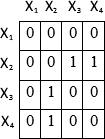 X₁ X₂ X₃ X₄
X₁ 0 0 0 0
X₂ 0 0 1 1
X₃ 0 1 0 0
X₄ 0 1 0 0